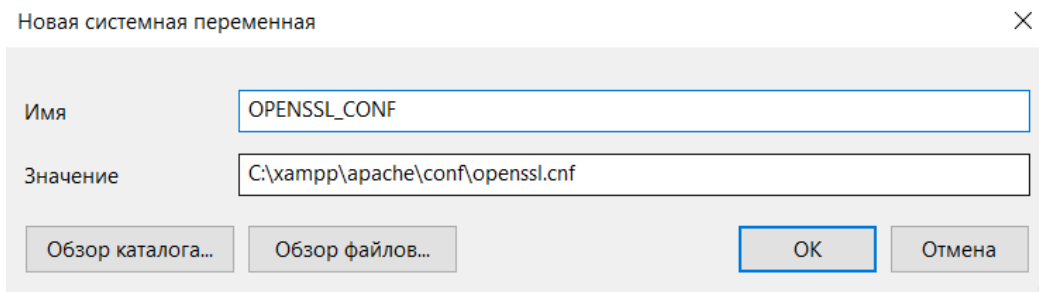 Новая системная переменная
Имя
OPENSSL_CONF
Значение
C:\xampp\apache\conf\openssl.cnf
Обзор каталога...
Обзор файлов...
ОК
Отмена